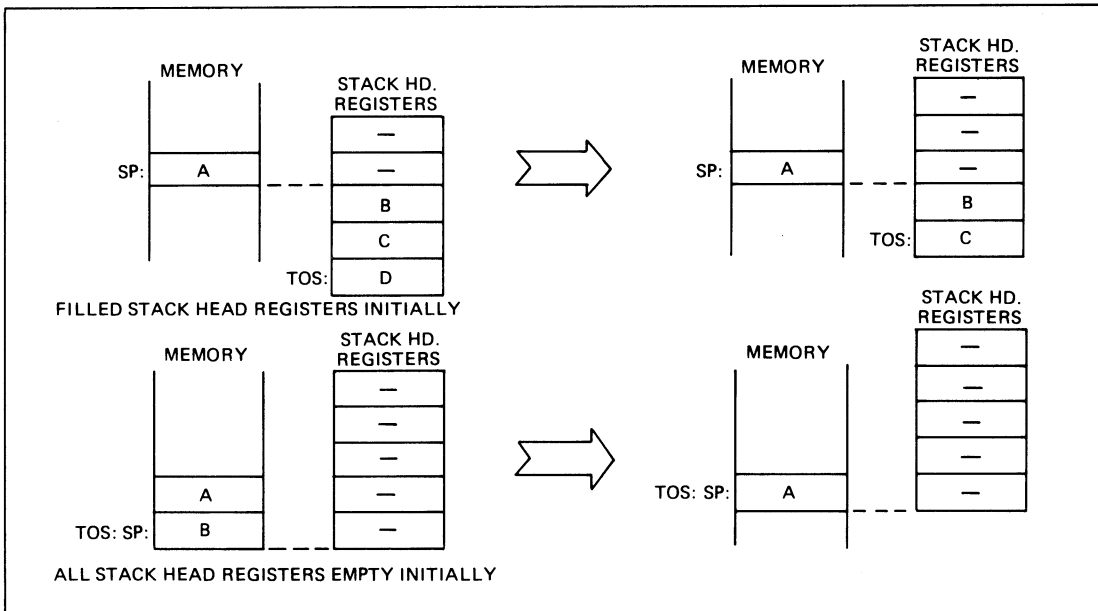 MEMORY
STACK HD.
REGISTERS
—
—
SP: A
B
C
TOS: D
FILLED STACK HEAD REGISTERS INITIALLY
MEMORY
STACK HD.
REGISTERS
—
—
—
SP: A
B
TOS: C
MEMORY
STACK HD.
REGISTERS
—
—
—
A
—
TOS: SP: B
—
ALL STACK HEAD REGISTERS EMPTY INITIALLY
MEMORY
STACK HD.
REGISTERS
—
—
—
—
TOS: SP: A
—